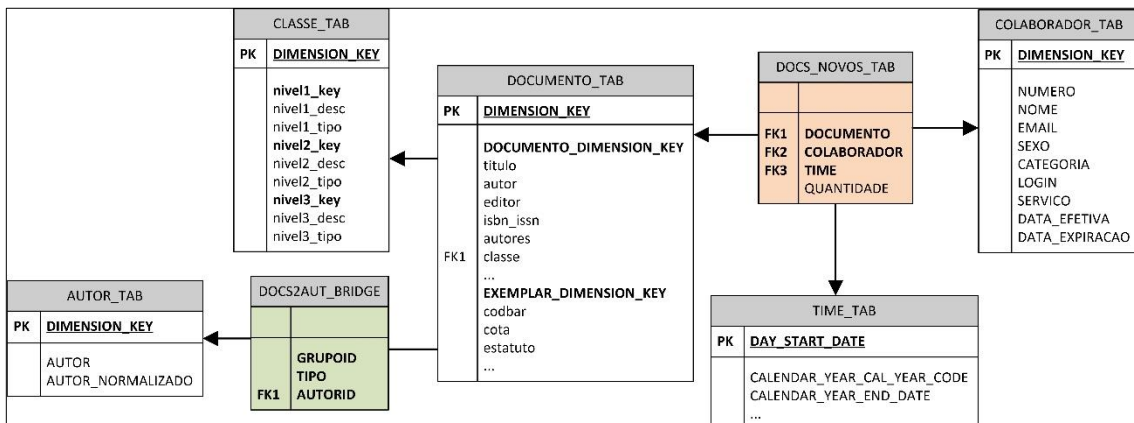 CLASSE_TAB
PK DIMENSION_KEY
nivel1_key
nivel1_desc
nivel1_tipo
nivel2_key
nivel2_desc
nivel2_tipo
nivel3_key
nivel3_desc
nivel3_tipo
DOCUMENTO_TAB
PK DIMENSION_KEY
DOCUMENTO_DIMENSION_KEY
titulo
autor
editor
isbn_issn
autores
FK1 classe
...
EXEMPLAR_DIMENSION_KEY
codbar
cota
estatuto
...
DOCS_NOVOS_TAB
FK1 DOCUMENTO
FK2 COLABORADOR
FK3 TIME
QUANTIDADE
COLABORADOR_TAB
PK DIMENSION_KEY
NUMERO
NOME
EMAIL
SEXO
CATEGORIA
LOGIN
SERVICO
DATA_EFETIVA
DATA_EXPIRACAO
AUTOR_TAB
PK DIMENSION_KEY
AUTOR
AUTOR_NORMALIZADO
DOCS2AUT_BRIDGE
GRUPOID
TIPO
FK1 AUTORID
TIME_TAB
PK DAY_START_DATE
CALENDAR_YEAR_CAL_YEAR_CODE
CALENDAR_YEAR_END_DATE
...